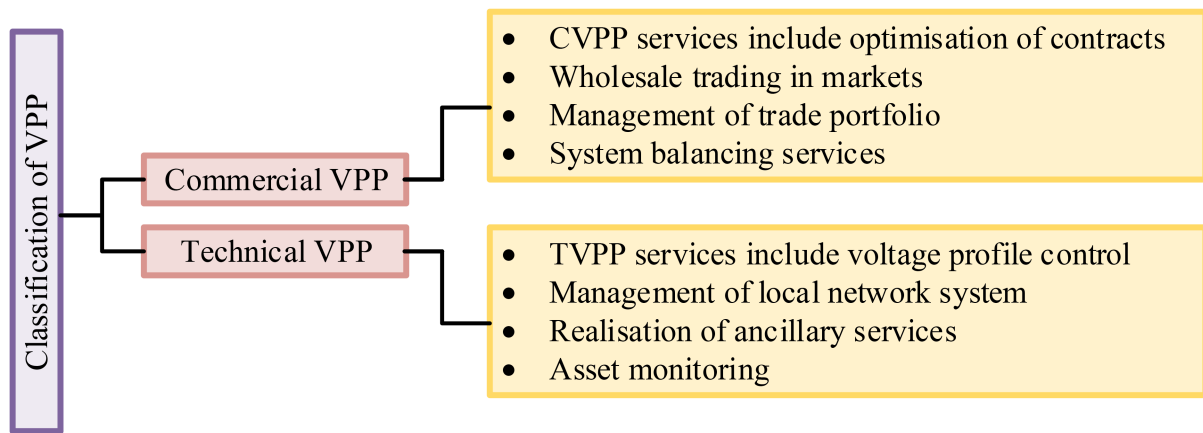 Classification of VPP
Commercial VPP
• CVPP services include optimisation of contracts
• Wholesale trading in markets
• Management of trade portfolio
• System balancing services
Technical VPP
• TVPP services include voltage profile control
• Management of local network system
• Realisation of ancillary services
• Asset monitoring